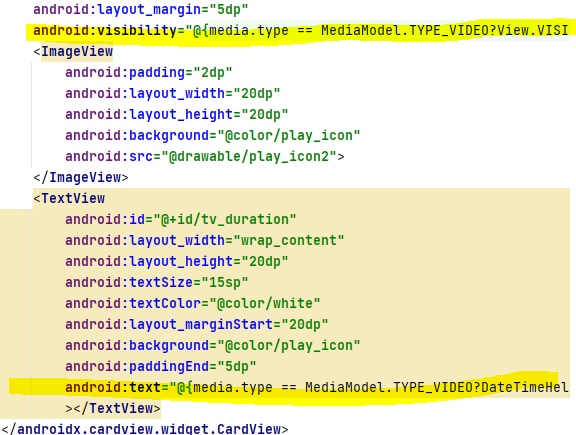 android:layout_margin="5dp"
android:visibility="@{media.type == MediaModel.TYPE_VIDEO?View.VISI
<ImageView
android:padding="2dp"
android:layout_width="20dp"
android:layout_height="20dp"
android:background="@color/play_icon"
android:src="@drawable/play_icon2">
</ImageView>
<TextView
android:id="@+id/tv_duration"
android:layout_width="wrap_content"
android:layout_height="20dp"
android:textSize="15sp"
android:textColor="@color/white"
android:layout_marginStart="20dp"
android:background="@color/play_icon"
android:paddingEnd="5dp"
android:text="@{media.type == MediaModel.TYPE_VIDEO?DateTimeHel
></TextView>
</androidx.cardview.widget.CardView>